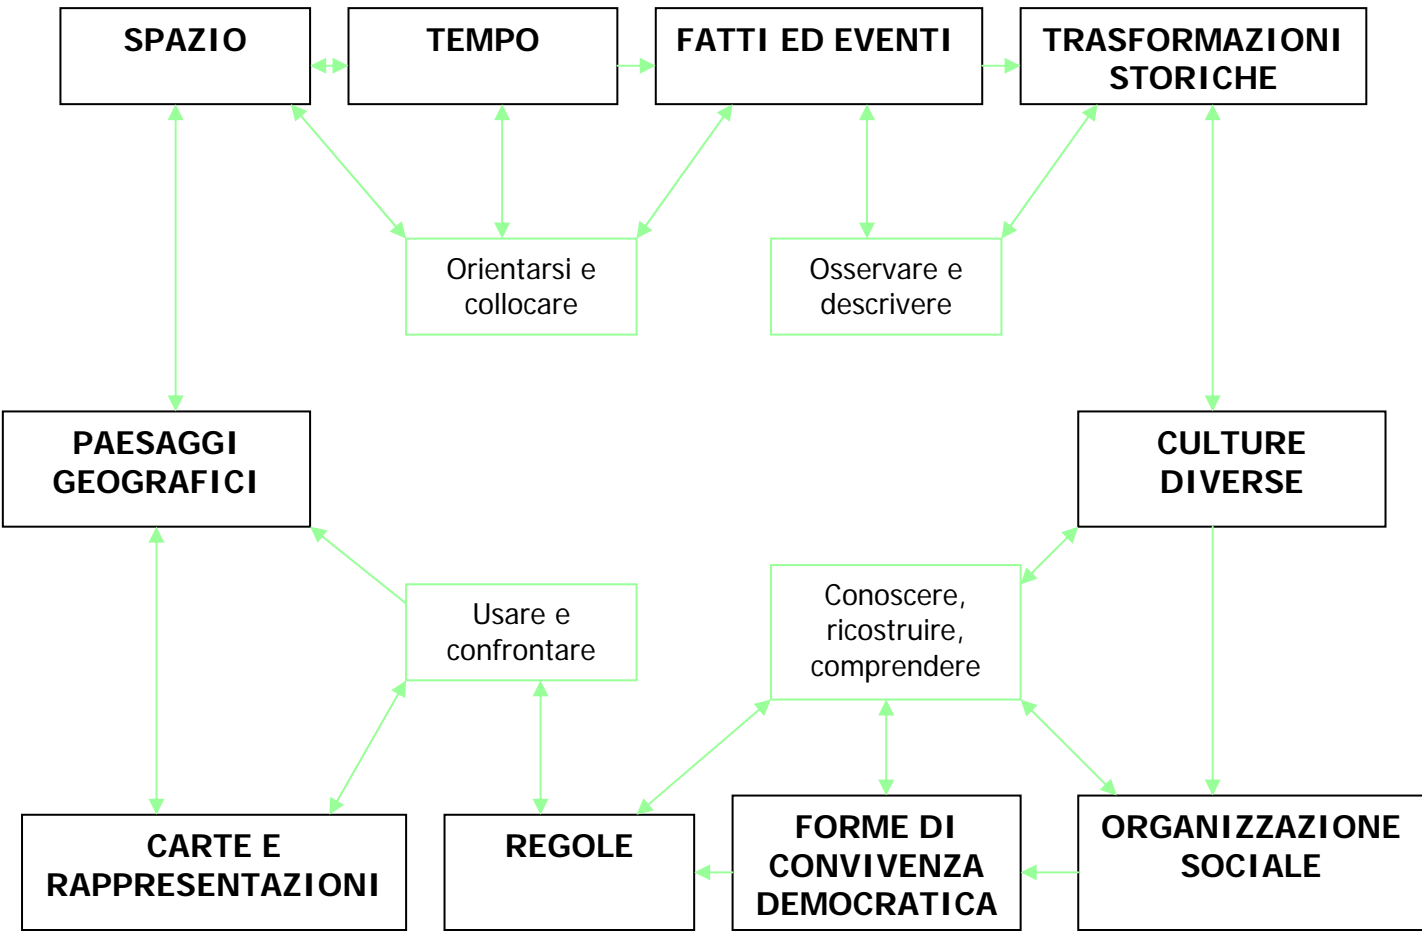 SPAZIO
TEMPO
FATTI ED EVENTI
TRASFORMAZIONI
STORICHE
Orientarsi e
collocare
Osservare e
descrivere
PAESAGGI
GEOGRAFICI
CULTURE
DIVERSE
Usare e
confrontare
Conoscere,
ricostruire,
comprendere
CARTE E
RAPPRESENTAZIONI
REGOLE
FORME DI
CONVIVENZA
DEMOCRATICA
ORGANIZZAZIONE
SOCIALE